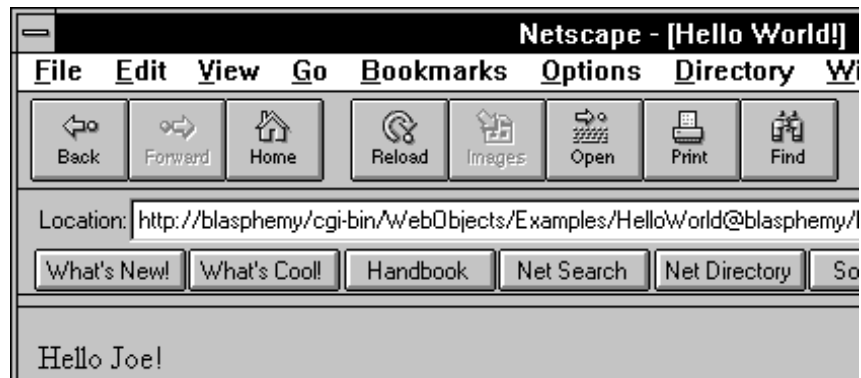 Netscape - [Hello World!]
File Edit View Go Bookmarks Options Directory Wi
Back Forward Home Reload Images Open Print Find
Location: http://blasphemy/cgi-bin/WebObjects/Examples/HelloWorld@blasphemy/
What's New! What's Cool! Handbook Net Search Net Directory So
Hello Joe!